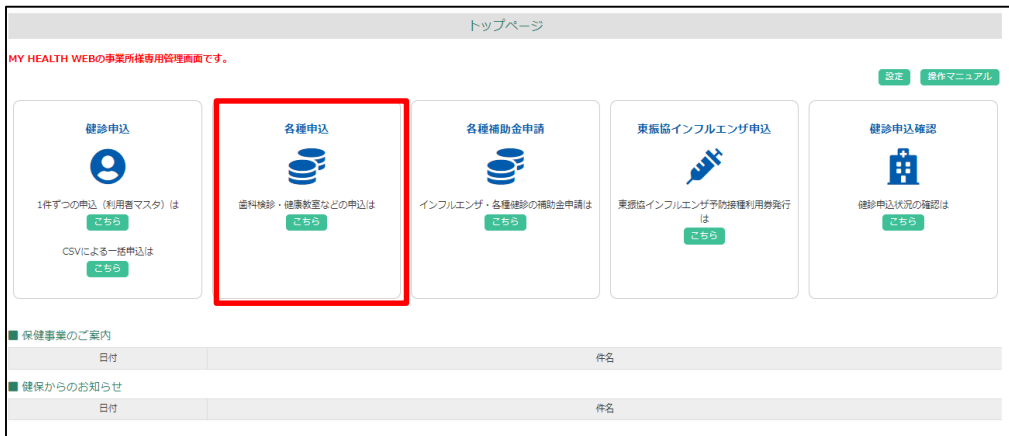 トップページ
MY HEALTH WEBの事業所様専用管理画面です。
設定
操作マニュアル
健診申込
1件ずつの申込（利用者マスタ）は
こちら
CSVによる一括申込は
こちら
各種申込
歯科検診・健康教室などの申込は
こちら
各種補助金申請
インフルエンザ・各種健診の補助金申請は
こちら
東振協インフルエンザ申込
東振協インフルエンザ予防接種利用券発行
は
こちら
健診申込確認
健診申込状況の確認は
こちら
■ 保健事業のご案内
日付 件名
■ 健保からのお知らせ
日付 件名